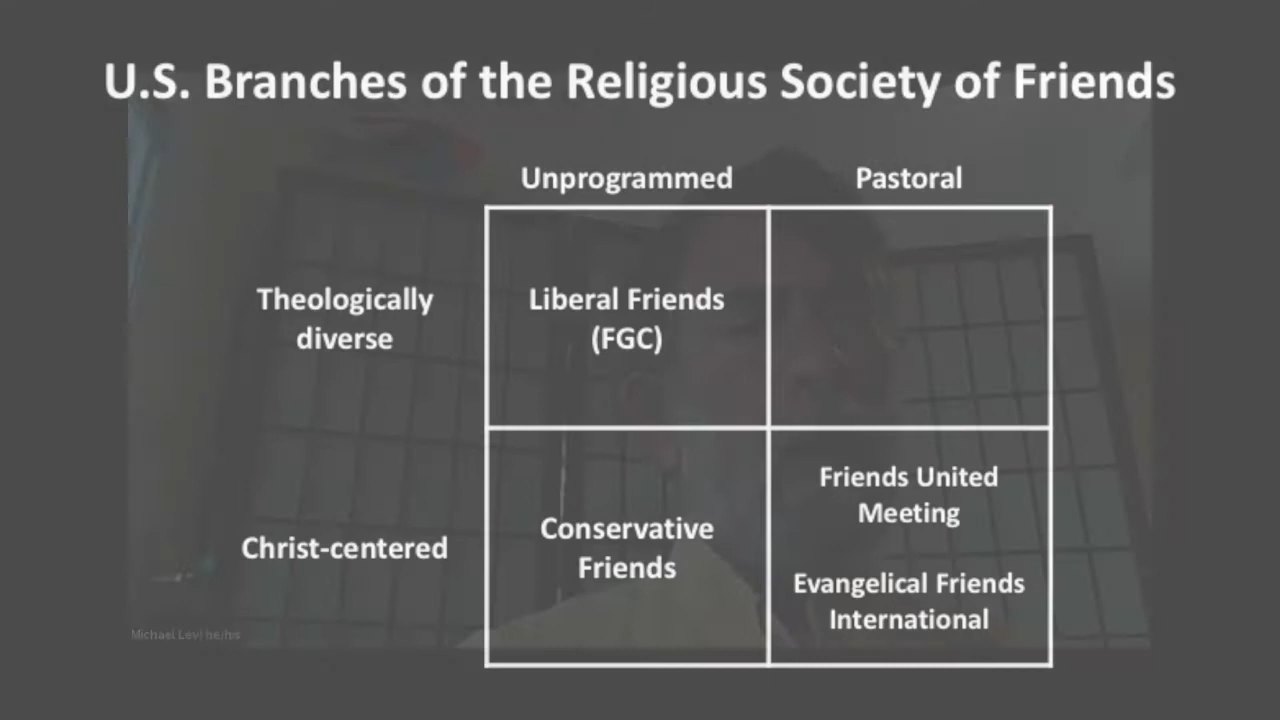 U.S. Branches of the Religious Society of Friends
Unprogrammed
Pastoral
Theologically
diverse
Liberal Friends
(FGC)
Christ-centered
Conservative
Friends
Friends United
Meeting
Evangelical Friends
International
Michael Levi he/his